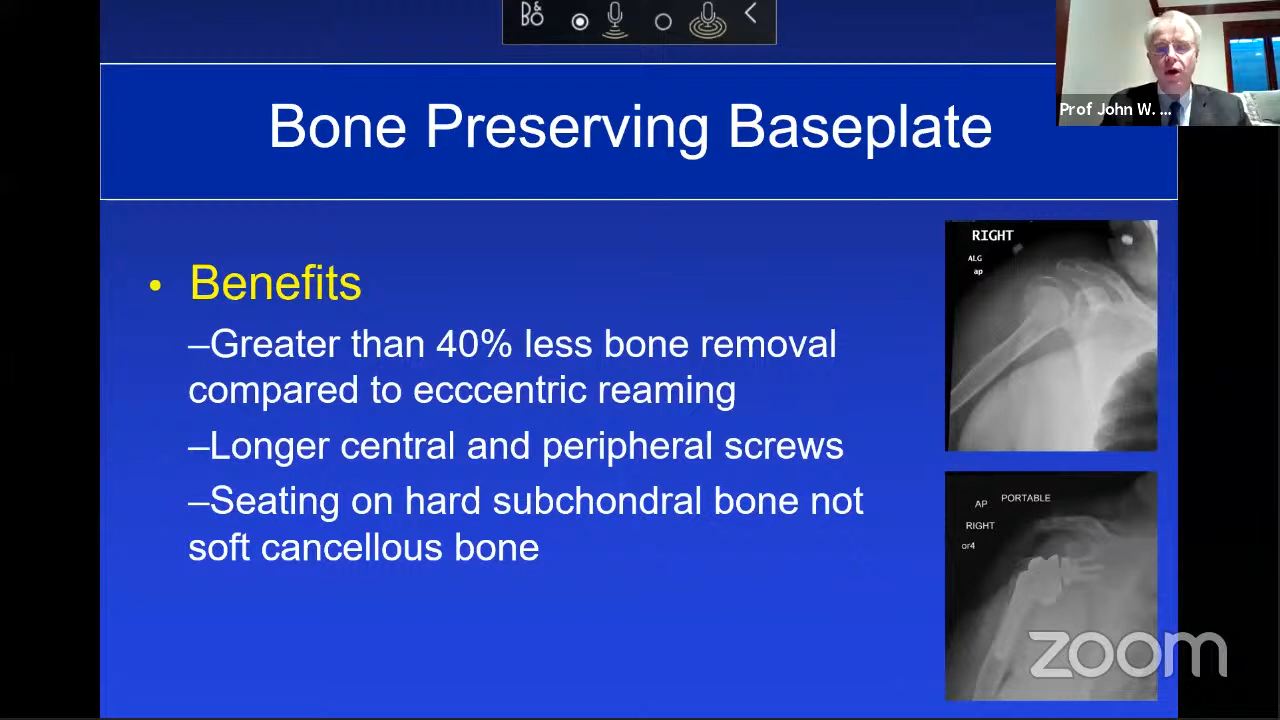 B&O
Bone Preserving Baseplate
Prof John W. ...
• Benefits
–Greater than 40% less bone removal
compared to ecccentric reaming
–Longer central and peripheral screws
–Seating on hard subchondral bone not
soft cancellous bone
RIGHT
ALG
ap
AP PORTABLE
RIGHT
or4
zoom